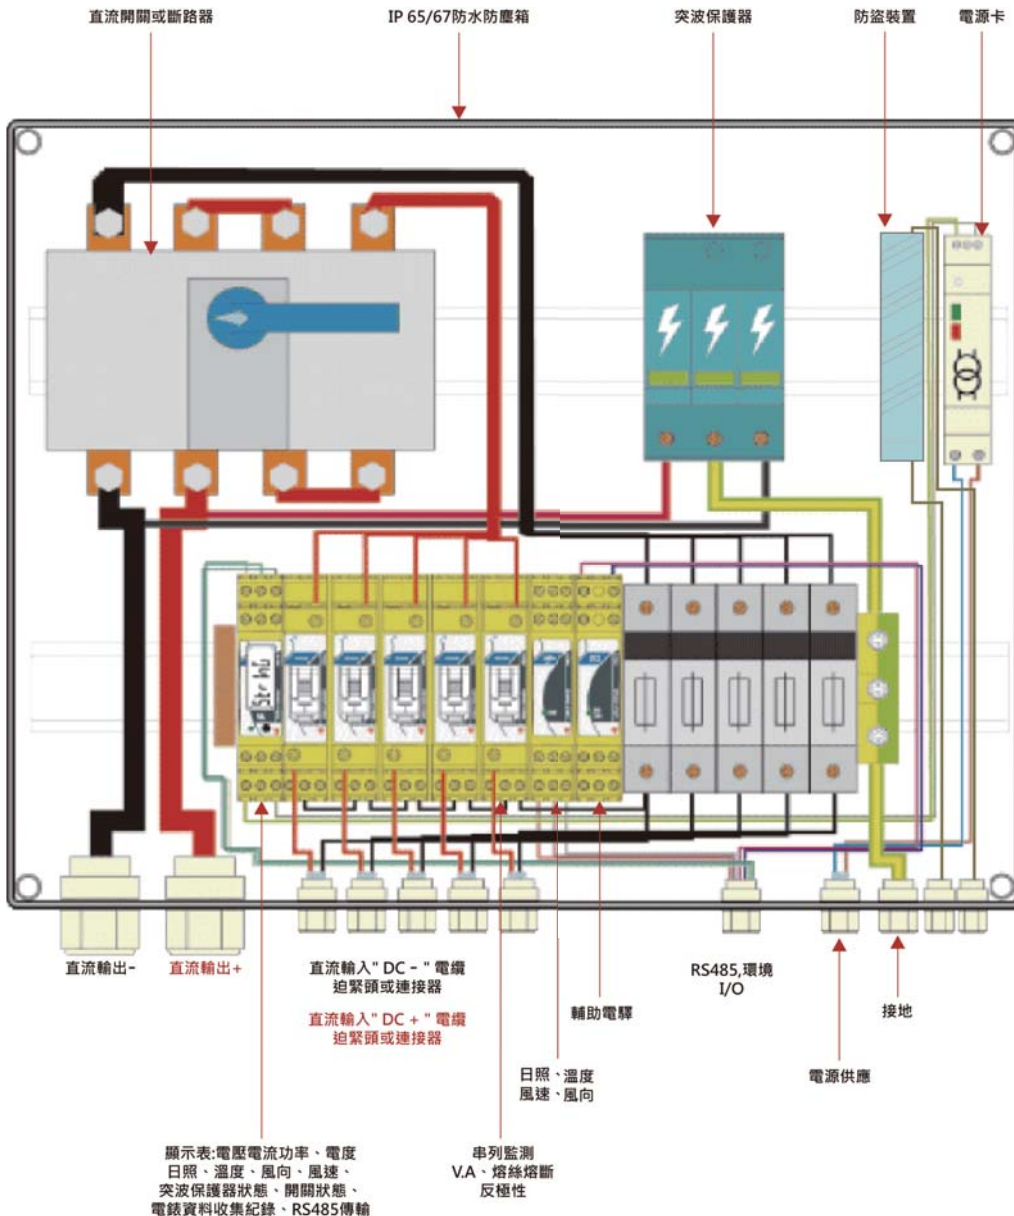 直流開關或斷路器
IP 65/67防水防塵箱
突波保護器
防盜裝置
電源卡
直流輸出-
直流輸出+
直流輸入" DC - " 電纜
迫緊頭或連接器
直流輸入" DC + " 電纜
迫緊頭或連接器
RS485,環境
I/O
輔助電驛
接地
電源供應
日照、溫度
風速、風向
顯示表:電壓電流功率、電度
日照、溫度、風向、風速、
突波保護器狀態、開關狀態、
電錶資料收集紀錄、RS485傳輸
串列監測
V.A、熔絲熔斷
反極性